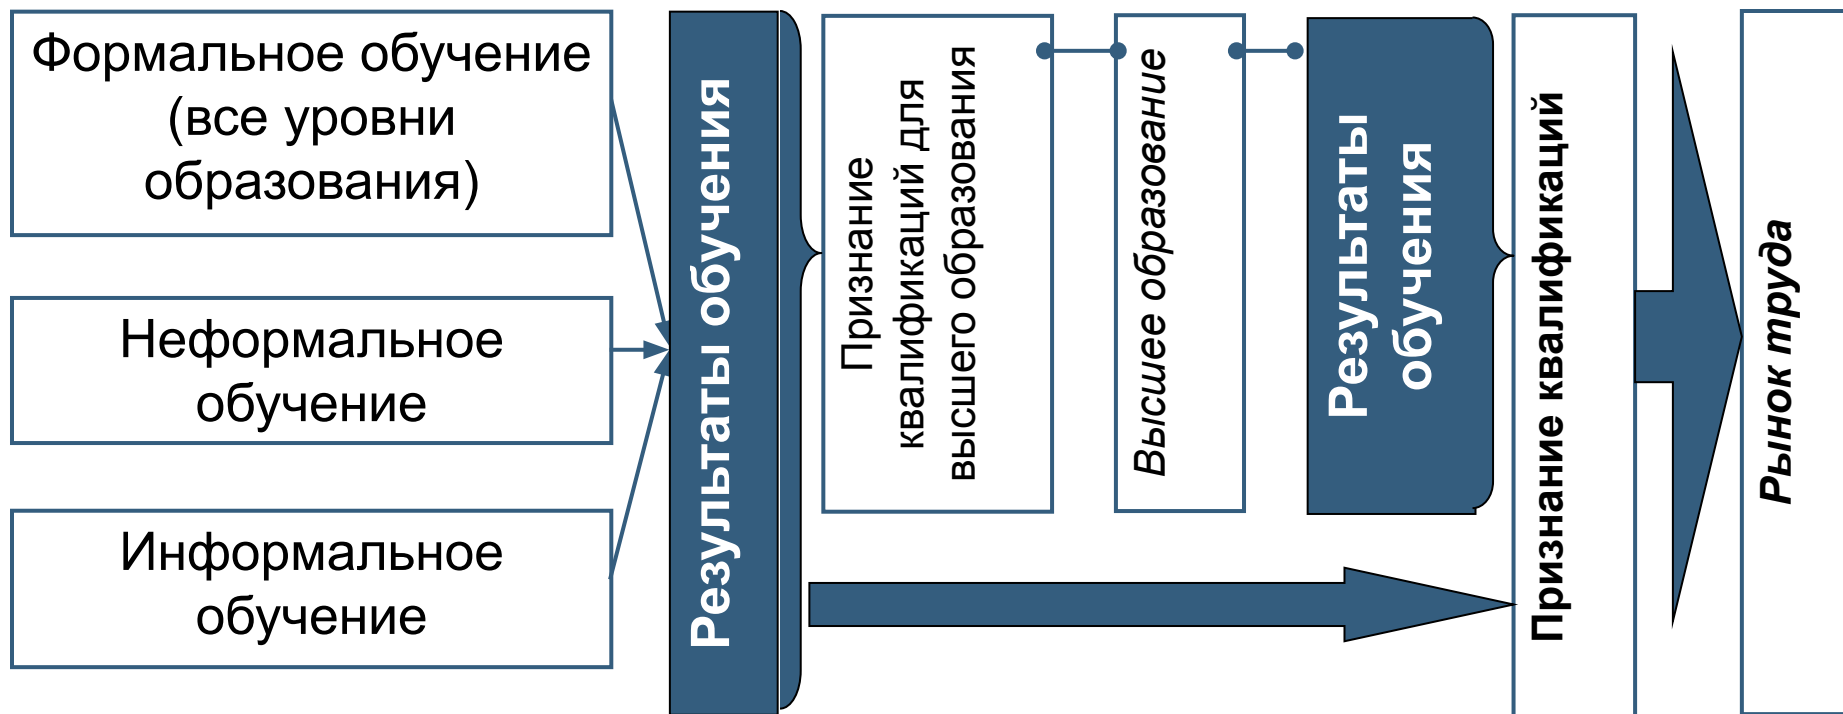 Формальное обучение
(все уровни
образования)
Неформальное
обучение
Информальное
обучение
Результаты обучения
Признание
квалификаций для
высшего образования
Высшее образование
Результаты
обучения
Признание квалификаций
Рынок труда